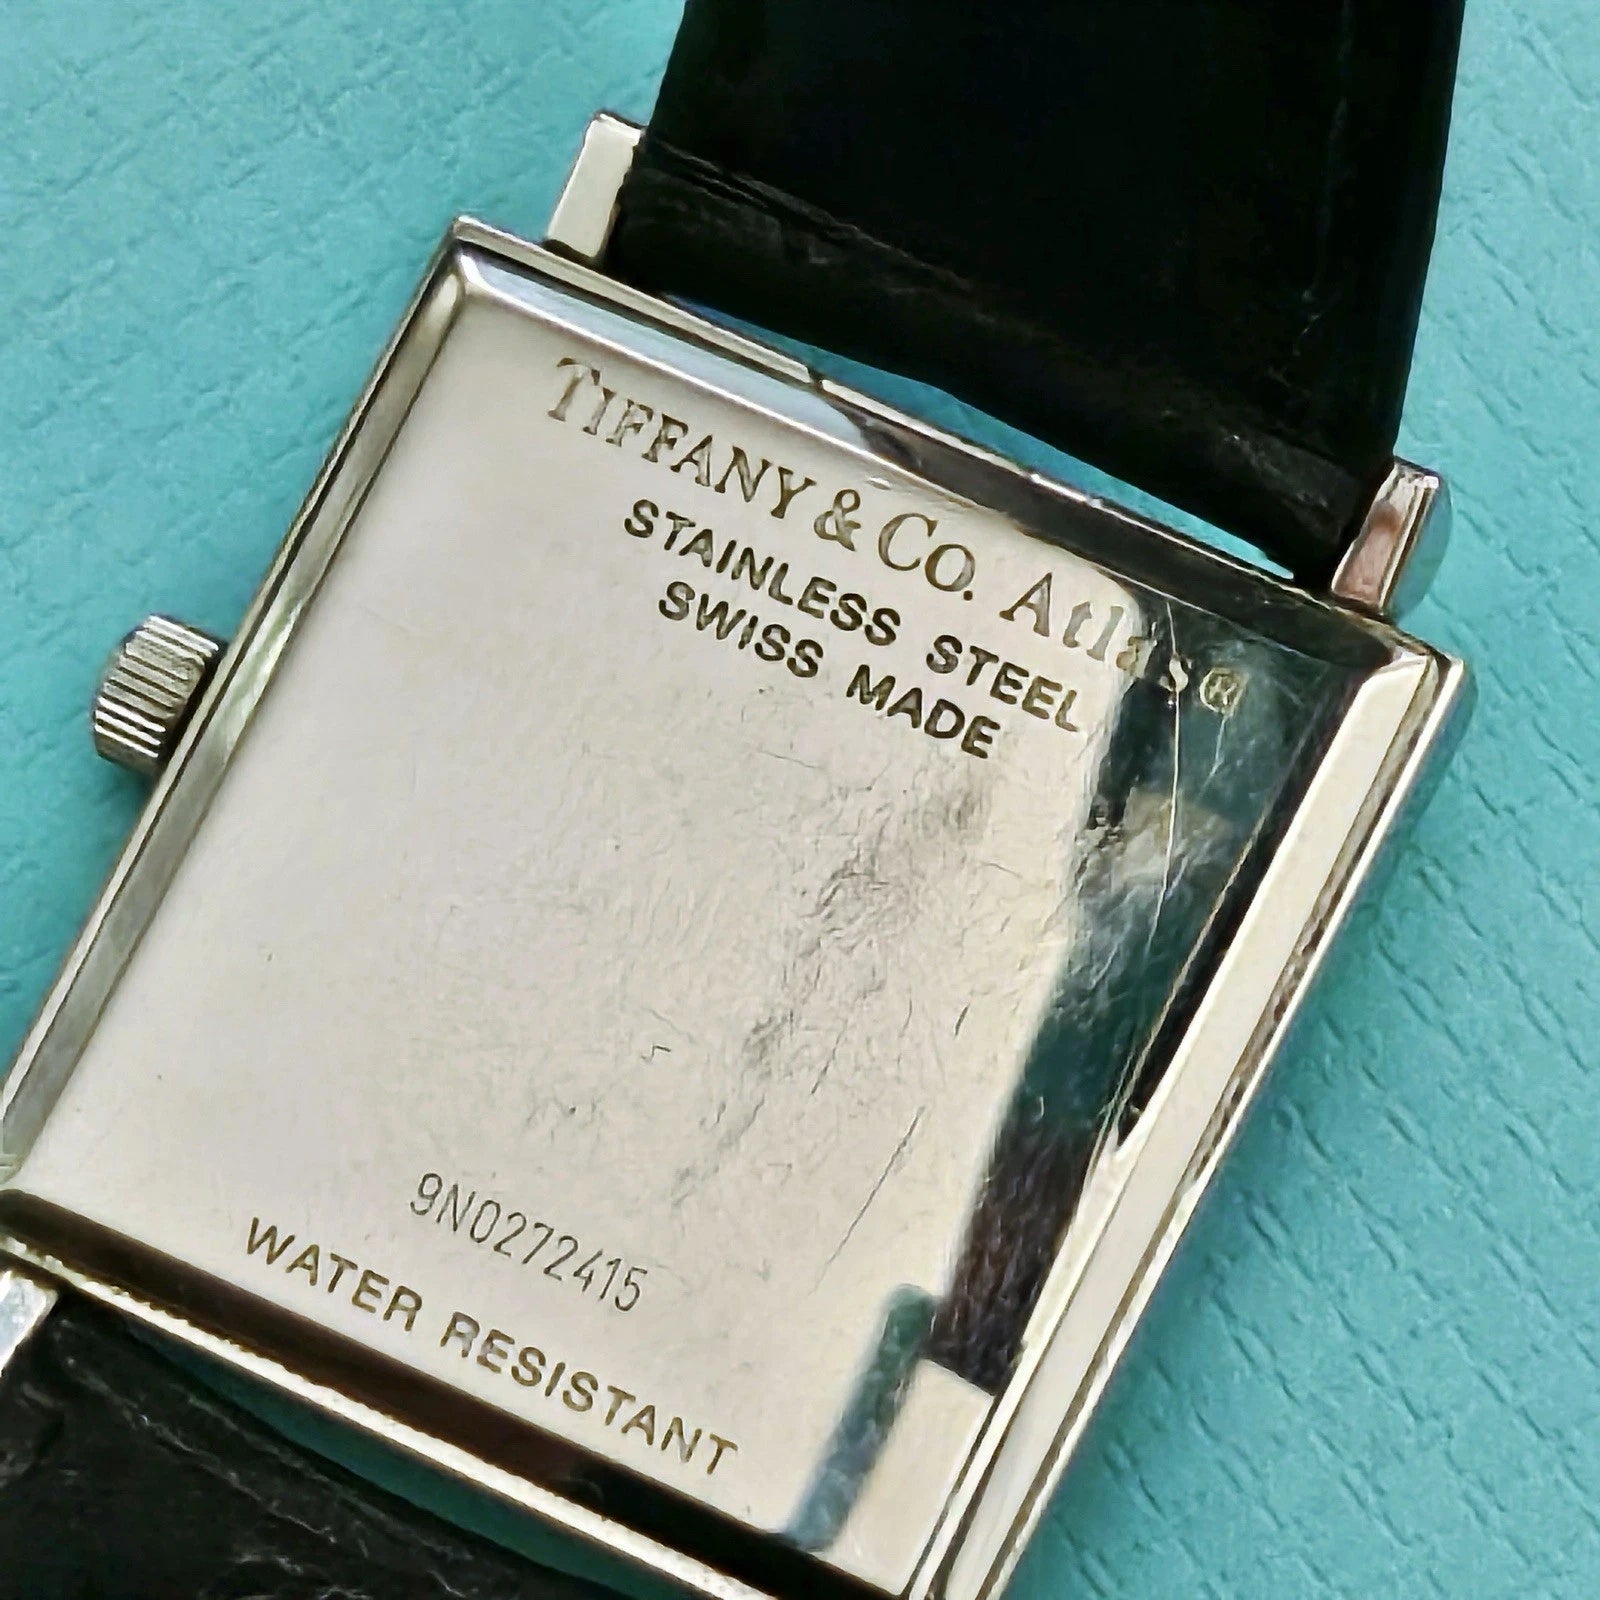 TIFFANY & CO. Atlas®
STAINLESS STEEL
SWISS MADE
9N0272415
WATER RESISTANT